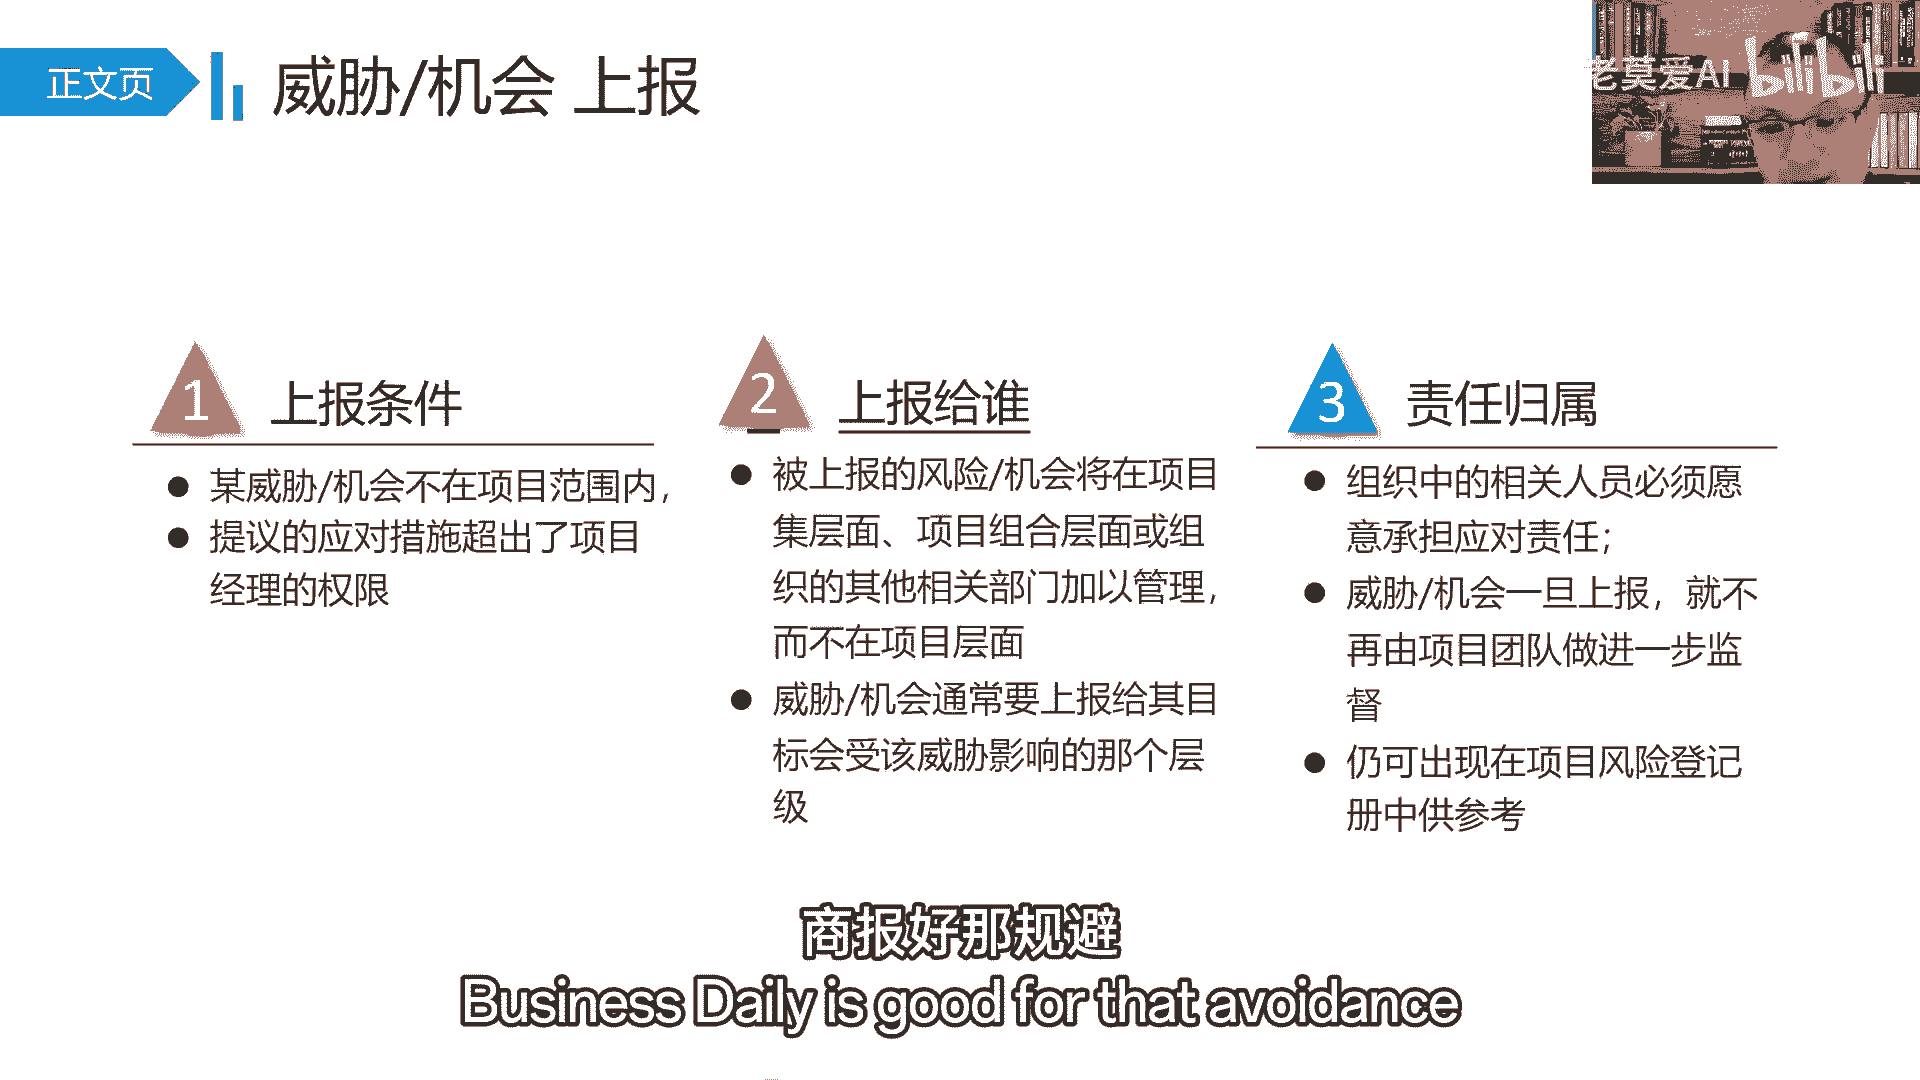 正文页
威胁/机会 上报
老莫爱AI
bilibili
1
上报条件
某威胁/机会不在项目范围内，
提议的应对措施超出了项目
经理的权限
2
上报给谁
被上报的风险/机会将在项目
集层面、项目组合层面或组
织的其他相关部门加以管理，
而不在项目层面
威胁/机会通常要上报给其目
标会受该威胁影响的那个层
级
3
责任归属
组织中的相关人员必须愿
意承担应对责任；
威胁/机会一旦上报，就不
再由项目团队做进一步监
督
仍可出现在项目风险登记
册中供参考
商报好那规避
Business Daily is good for that avoidance